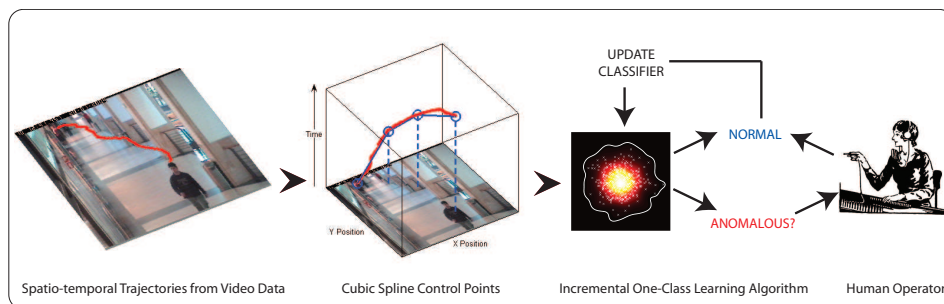 UPDATE
CLASSIFIER
Time
NORMAL
ANOMALOUS?
Y Position
X Position
Spatio-temporal Trajectories from Video Data
Cubic Spline Control Points
Incremental One-Class Learning Algorithm
Human Operator